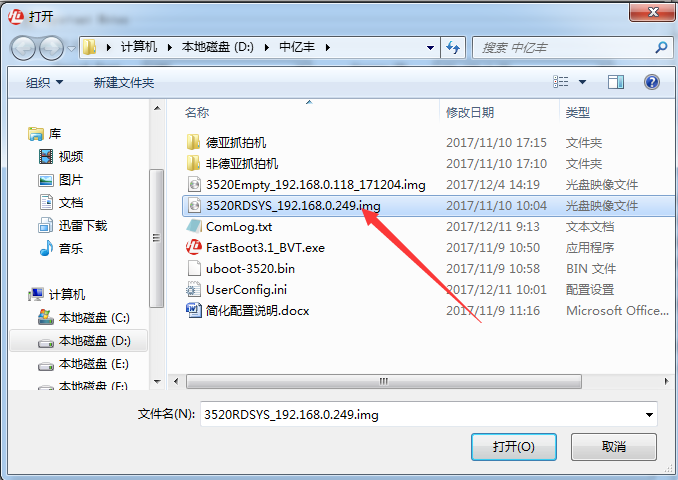 打开
计算机 本地磁盘 (D:) 中亿丰
搜索 中亿丰
组织 新建文件夹
名称 修改日期 类型
库
视频
图片
文档
迅雷下载
音乐
计算机
本地磁盘 (C:)
本地磁盘 (D:)
本地磁盘 (E:)
本地磁盘 (F:)
德亚抓拍机 2017/11/10 17:15 文件夹
非德亚抓拍机 2017/11/10 17:10 文件夹
3520Empty_192.168.0.118_171204.img 2017/12/4 14:19 光盘映像文件
3520RDSYS_192.168.0.249.img 2017/11/10 10:04 光盘映像文件
ComLog.txt 2017/12/11 9:13 文本文档
FastBoot3.1_BVT.exe 2017/11/9 10:50 应用程序
uboot-3520.bin 2017/11/9 10:58 BIN 文件
UserConfig.ini 2017/12/11 10:01 配置设置
简化配置说明.docx 2017/11/9 11:16 Microsoft Office...
文件名(N): 3520RDSYS_192.168.0.249.img
打开(O) 取消